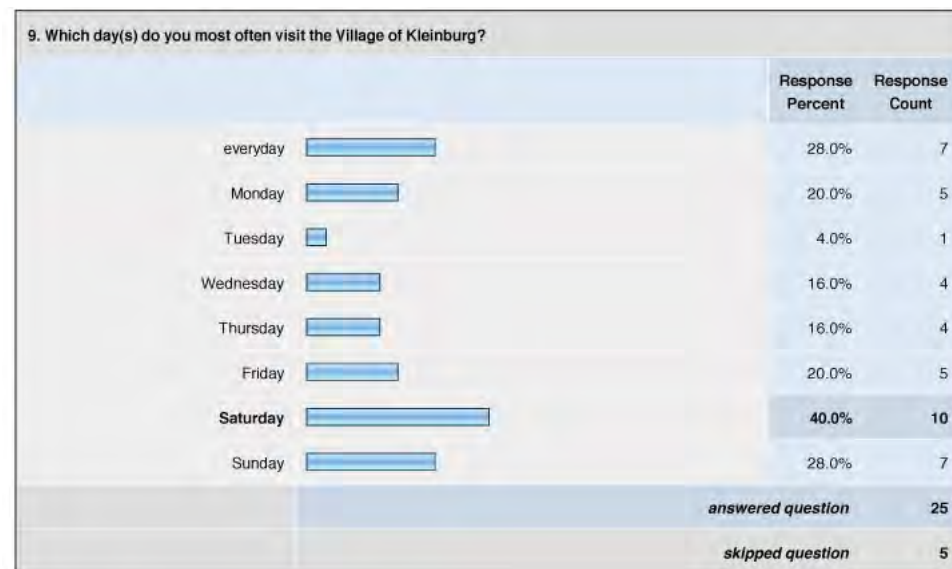 9. Which day(s) do you most often visit the Village of Kleinburg?
Response Percent Response Count
everyday 28.0% 7
Monday 20.0% 5
Tuesday 4.0% 1
Wednesday 16.0% 4
Thursday 16.0% 4
Friday 20.0% 5
Saturday 40.0% 10
Sunday 28.0% 7
answered question 25
skipped question 5